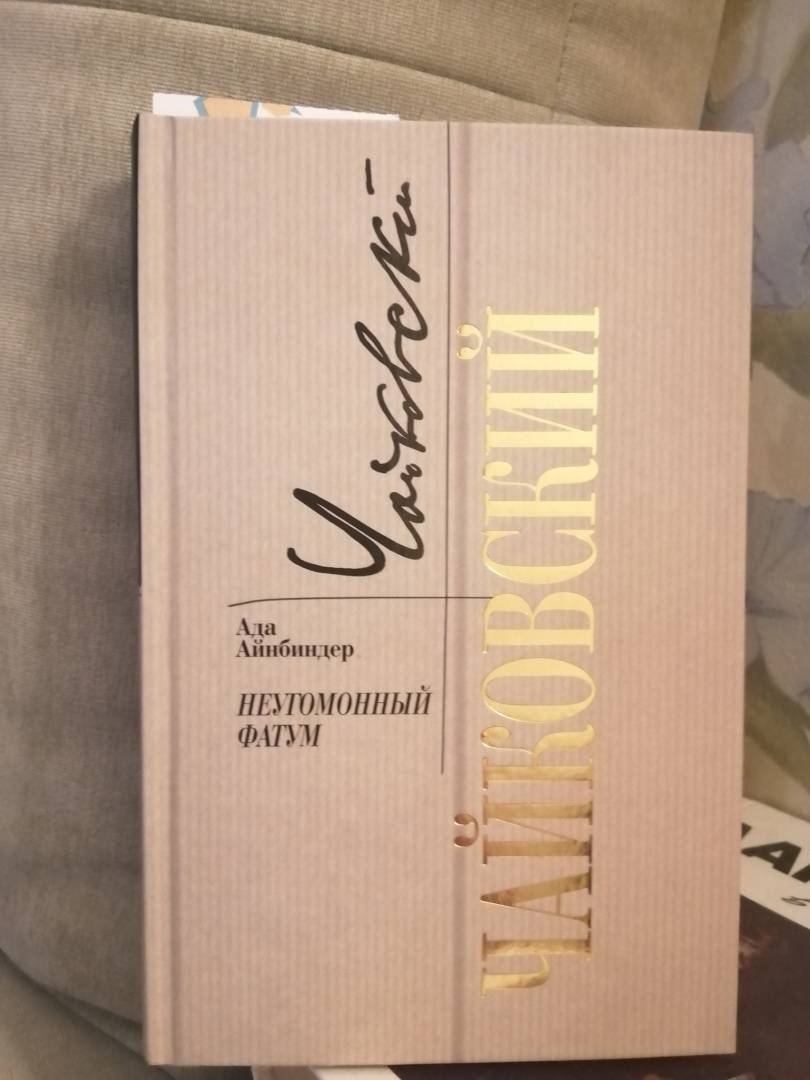 Чайковский
Ада
Айнбиндер
НЕУГОМОННЫЙ
ФАТУМ
ЧАЙКОВСКИЙ